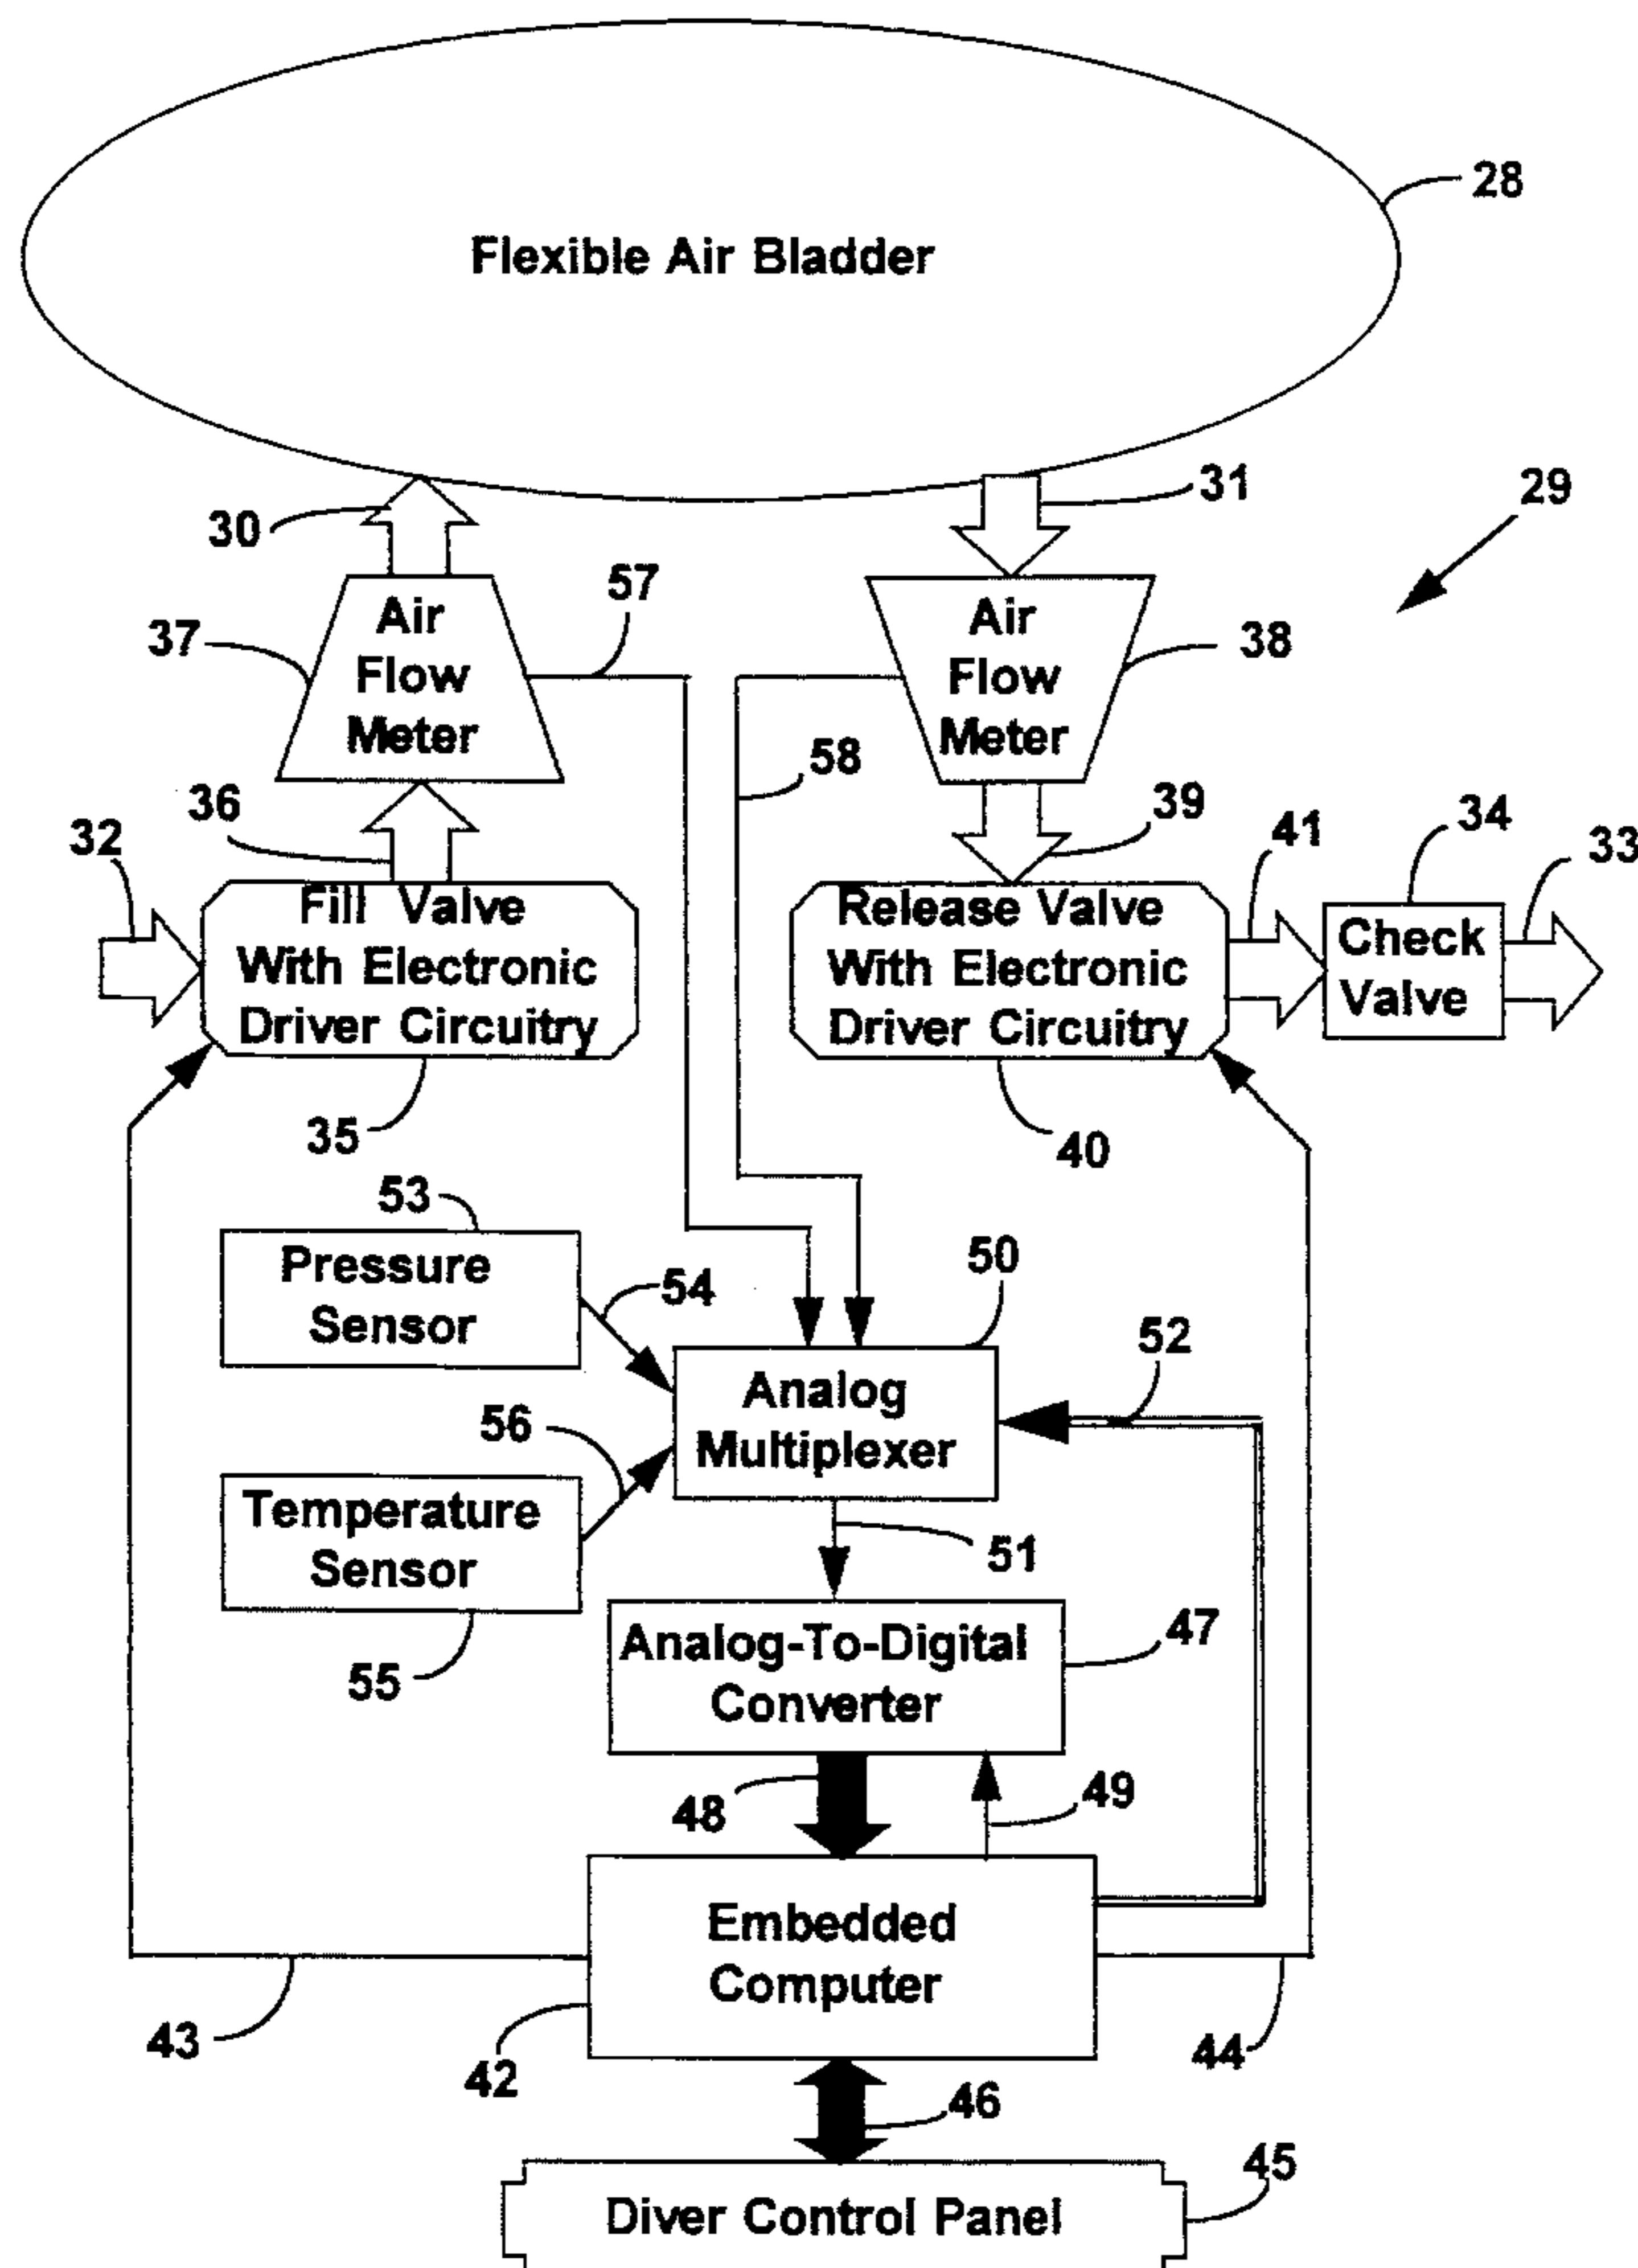 28
Flexible Air Bladder
31
29
30
57
Air
Flow
Meter
37
Air
Flow
Meter
38
58
36
39
32
41
34
33
Fill Valve
With Electronic
Driver Circuitry
Release Valve
With Electronic
Driver Circuitry
Check
Valve
35
40
53
Pressure
Sensor
54
50
52
Analog
Multiplexer
56
Temperature
Sensor
51
55
Analog-To-Digital
Converter
47
48
49
Embedded
Computer
43
42
44
46
45
Diver Control Panel